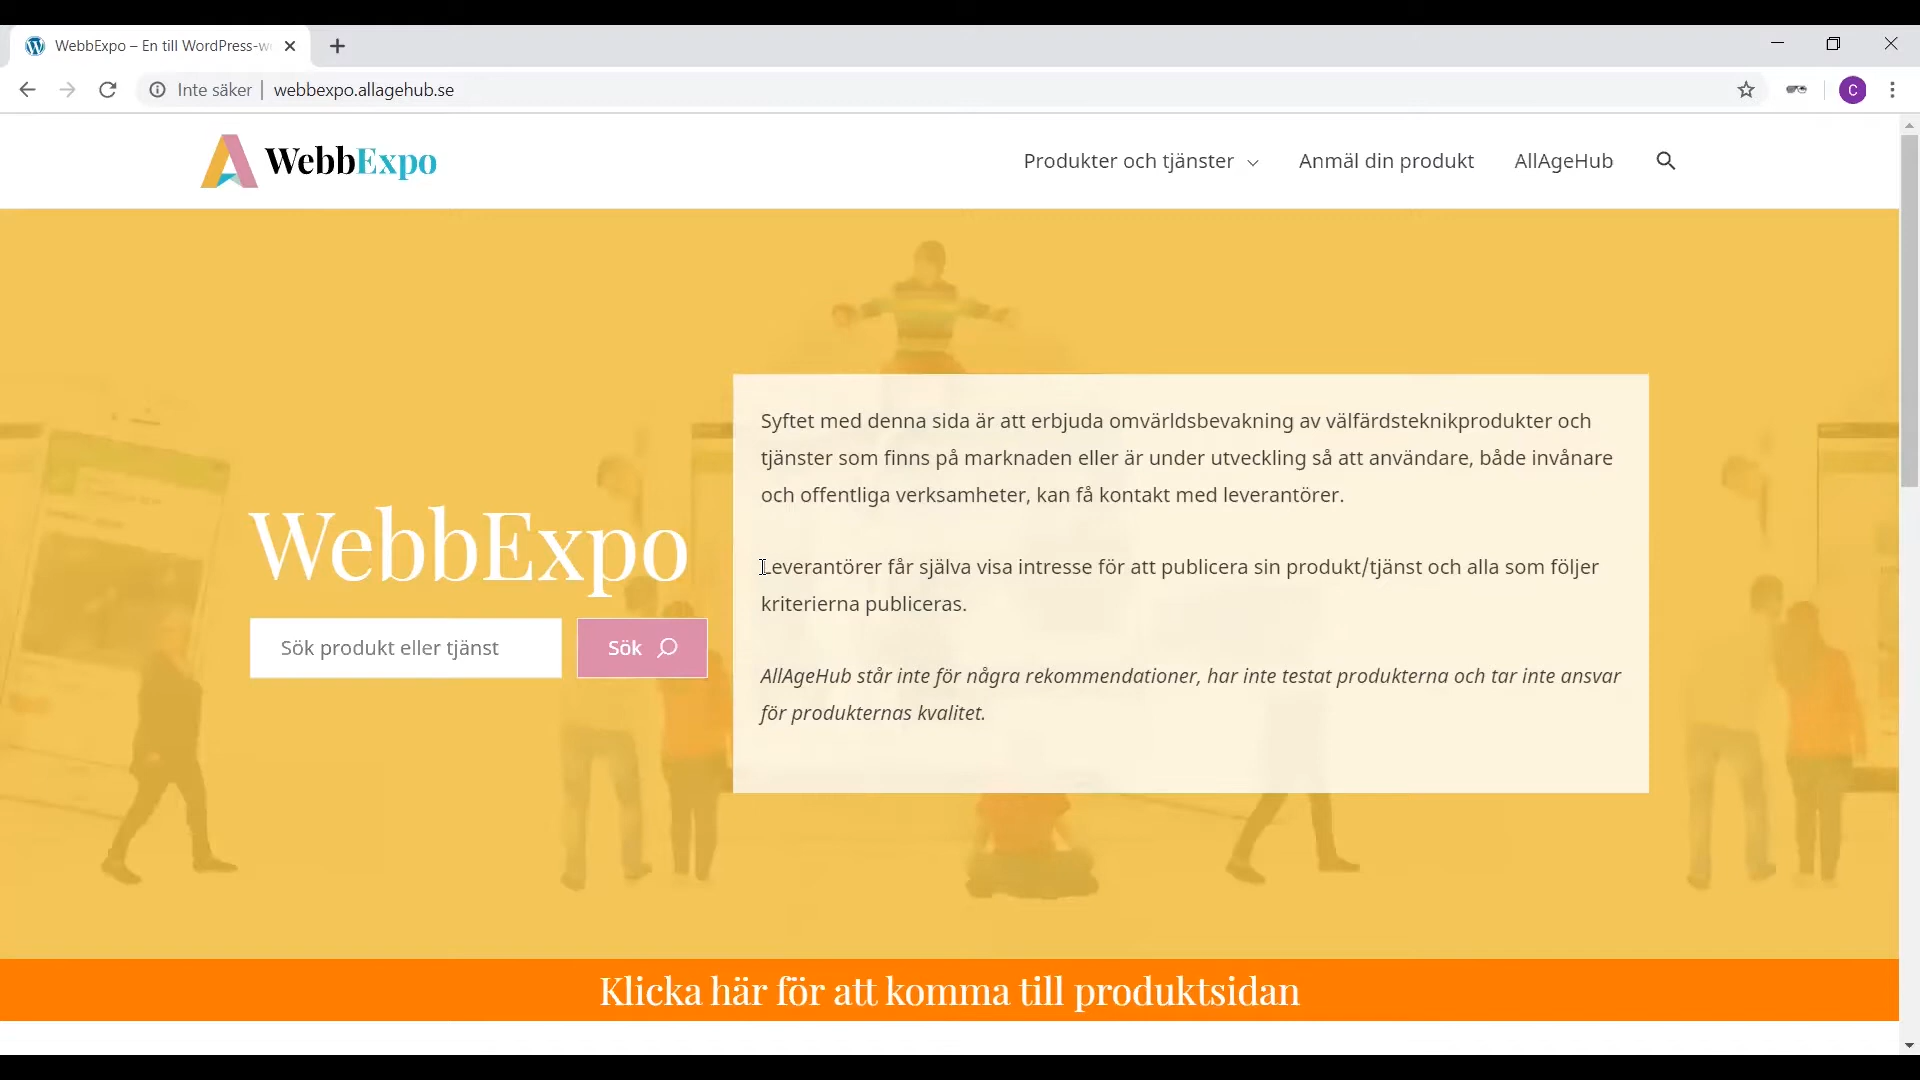 WebbExpo – En till WordPress-w
Inte säker | webbexpo.allagehub.se
C
WebbExpo
Produkter och tjänster
Anmäl din produkt
AllAgeHub
Syftet med denna sida är att erbjuda omvärldsbevakning av välfärdsteknikprodukter och
tjänster som finns på marknaden eller är under utveckling så att användare, både invånare
och offentliga verksamheter, kan få kontakt med leverantörer.
Leverantörer får själva visa intresse för att publicera sin produkt/tjänst och alla som följer
kriterierna publiceras.
AllAgeHub står inte för några rekommendationer, har inte testat produkterna och tar inte ansvar
för produkternas kvalitet.
WebbExpo
Sök produkt eller tjänst
Sök
Klicka här för att komma till produktsidan